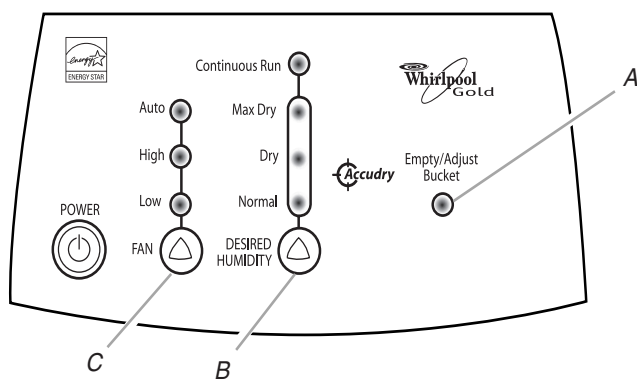 energy
ENERGY STAR
Continuous Run
Whirlpool
Gold
A
Auto
Max Dry
High
Dry
Accudry
Empty/Adjust
Bucket
Low
Normal
POWER
FAN
DESIRED
HUMIDITY
C
B